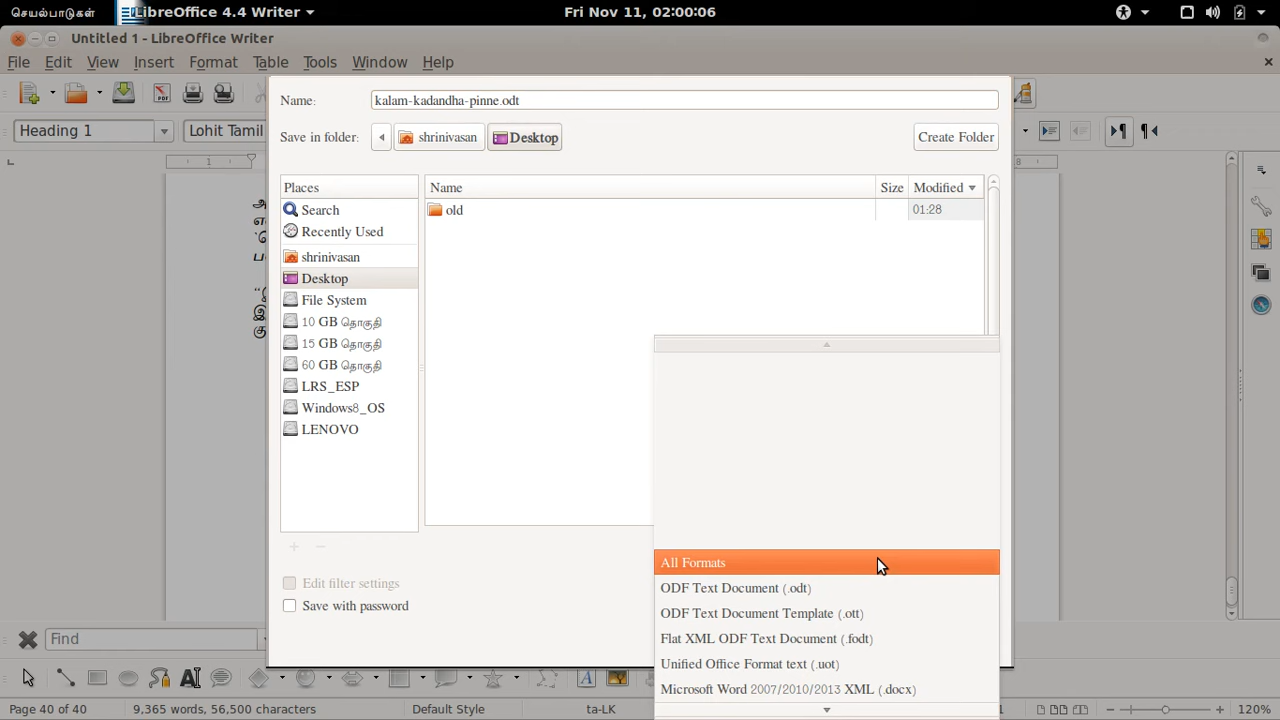 செயல்பாடுகள் LibreOffice 4.4 Writer Fri Nov 11, 02:00:06
Untitled 1 - LibreOffice Writer
File Edit View Insert Format Table Tools Window Help
Name: kalam-kadandha-pinne.odt
Heading 1 Lohit Tamil
Save in folder: shrinivasan Desktop Create Folder
Places Name Size Modified
Search old 01:28
Recently Used
shrinivasan
Desktop
File System
10 GB தொகுதி
15 GB தொகுதி
60 GB தொகுதி
LRS_ESP
Windows8_OS
LENOVO
All Formats
Edit filter settings
ODF Text Document (.odt)
Save with password
ODF Text Document Template (.ott)
Flat XML ODF Text Document (.fodt)
Find
Unified Office Format text (.uot)
Microsoft Word 2007/2010/2013 XML (.docx)
Page 40 of 40 9,365 words, 56,500 characters Default Style ta-LK 120%